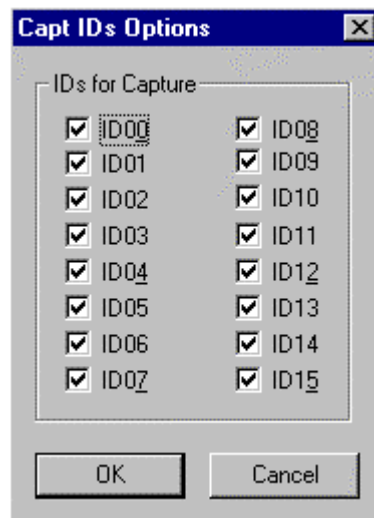 Capt IDs Options
IDs for Capture
ID00
ID01
ID02
ID03
ID04
ID05
ID06
ID07
ID08
ID09
ID10
ID11
ID12
ID13
ID14
ID15
OK
Cancel